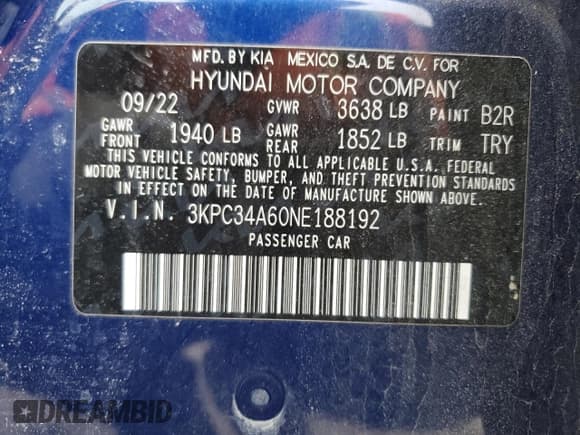 MFD. BY KIA MEXICO S.A. DE C.V. FOR
HYUNDAI MOTOR COMPANY
09/22 GVWR 3638 LB PAINT B2R
GAWR FRONT 1940 LB GAWR REAR 1852 LB TRIM TRY
THIS VEHICLE CONFORMS TO ALL APPLICABLE U.S.A. FEDERAL
MOTOR VEHICLE SAFETY, BUMPER, AND THEFT PREVENTION STANDARDS
IN EFFECT ON THE DATE OF MANUFACTURE SHOWN ABOVE.
V.I.N. 3KPC34A60NE188192
PASSENGER CAR
DREAMBID